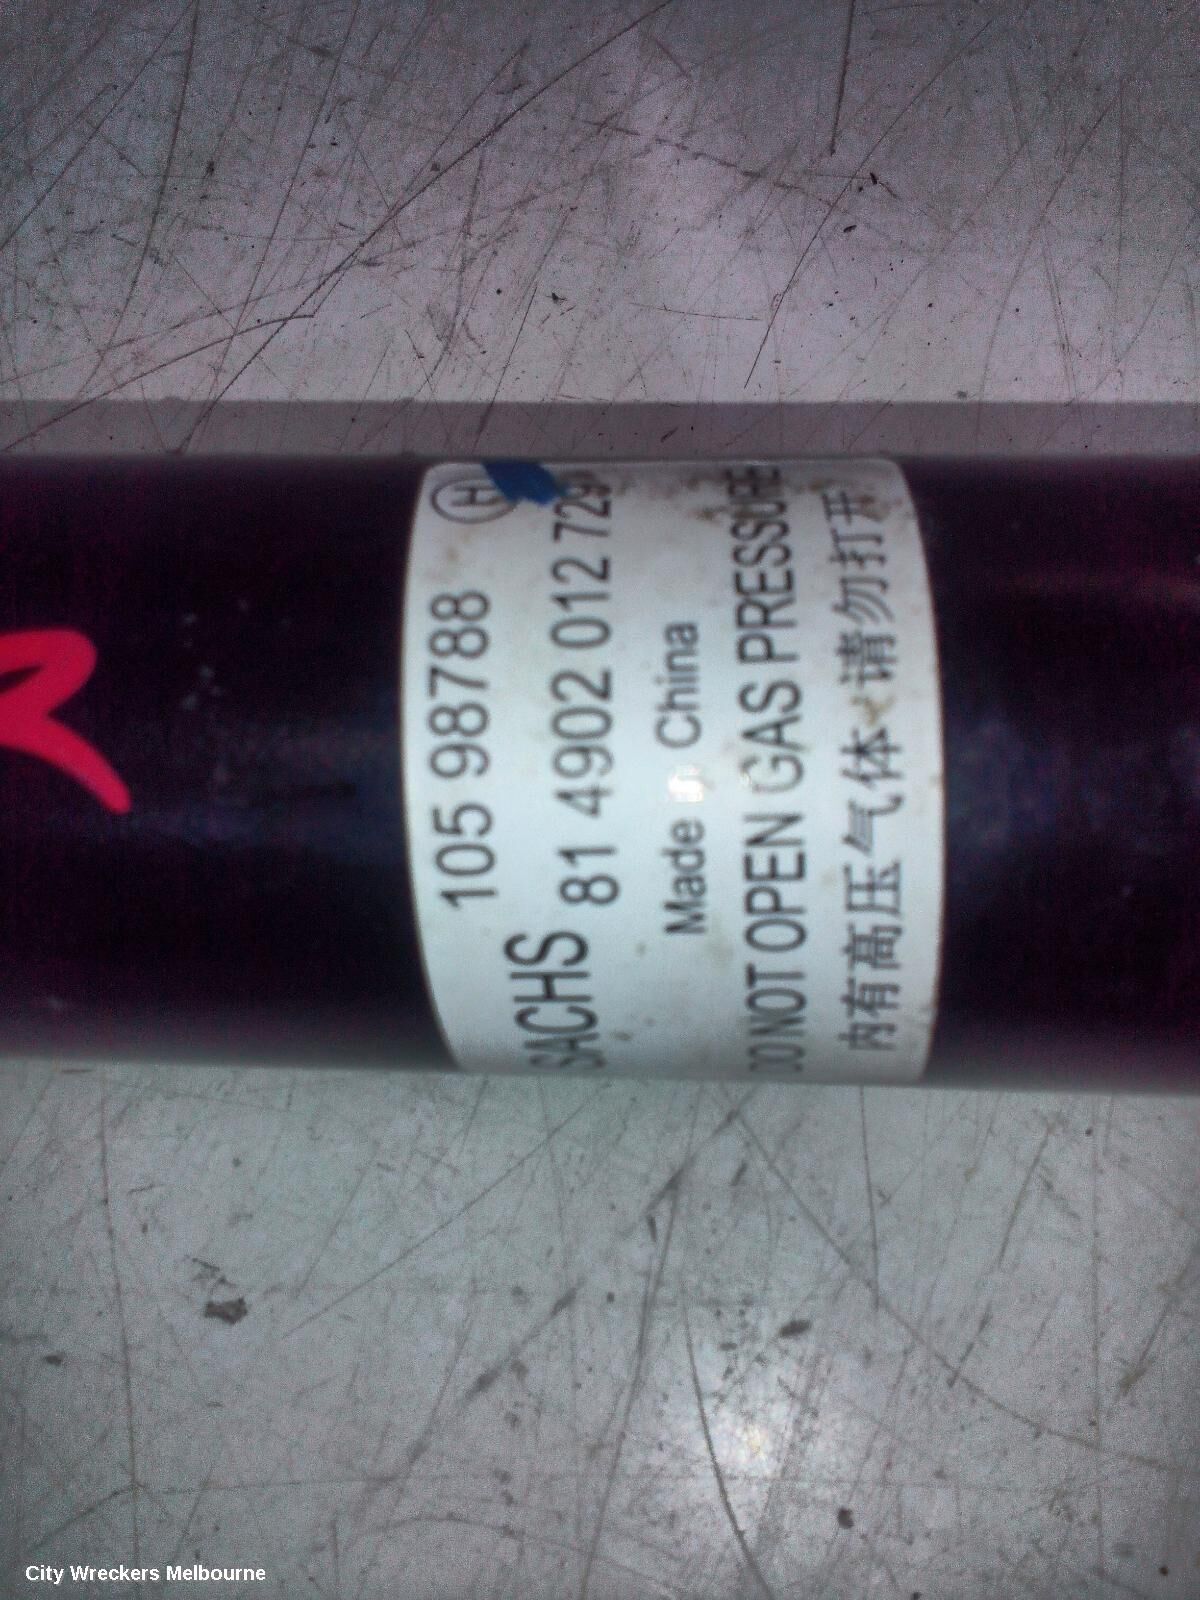 105 98788 Ⓗ
SACHS 81 4902 012 729
Made in China
DO NOT OPEN GAS PRESSURE
内有高压气体 请勿打开
City Wreckers Melbourne